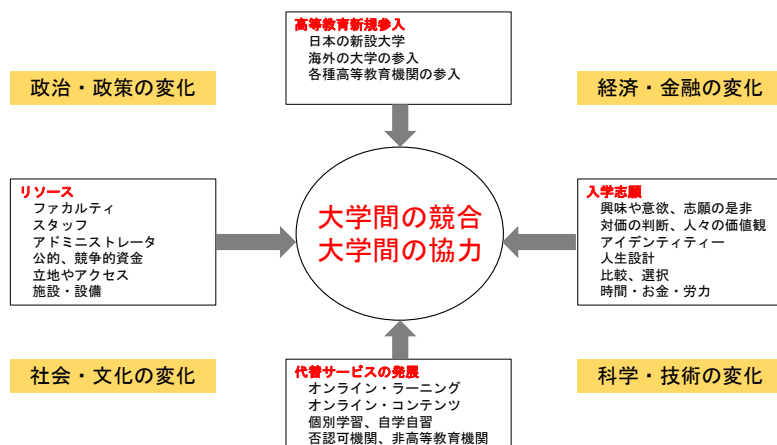 高等教育新規参入
日本の新設大学
海外の大学の参入
各種高等教育機関の参入
政治・政策の変化
経済・金融の変化
リソース
ファカルティ
スタッフ
アドミニストレータ
公的、競争的資金
立地やアクセス
施設・設備
大学間の競合
大学間の協力
入学志願
興味や意欲、志願の是非
対価の判断、人々の価値観
アイデンティティー
人生設計
比較、選択
時間・お金・労力
社会・文化の変化
代替サービスの発展
オンライン・ラーニング
オンライン・コンテンツ
個別学習、自学自習
否認可機関、非高等教育機関
科学・技術の変化